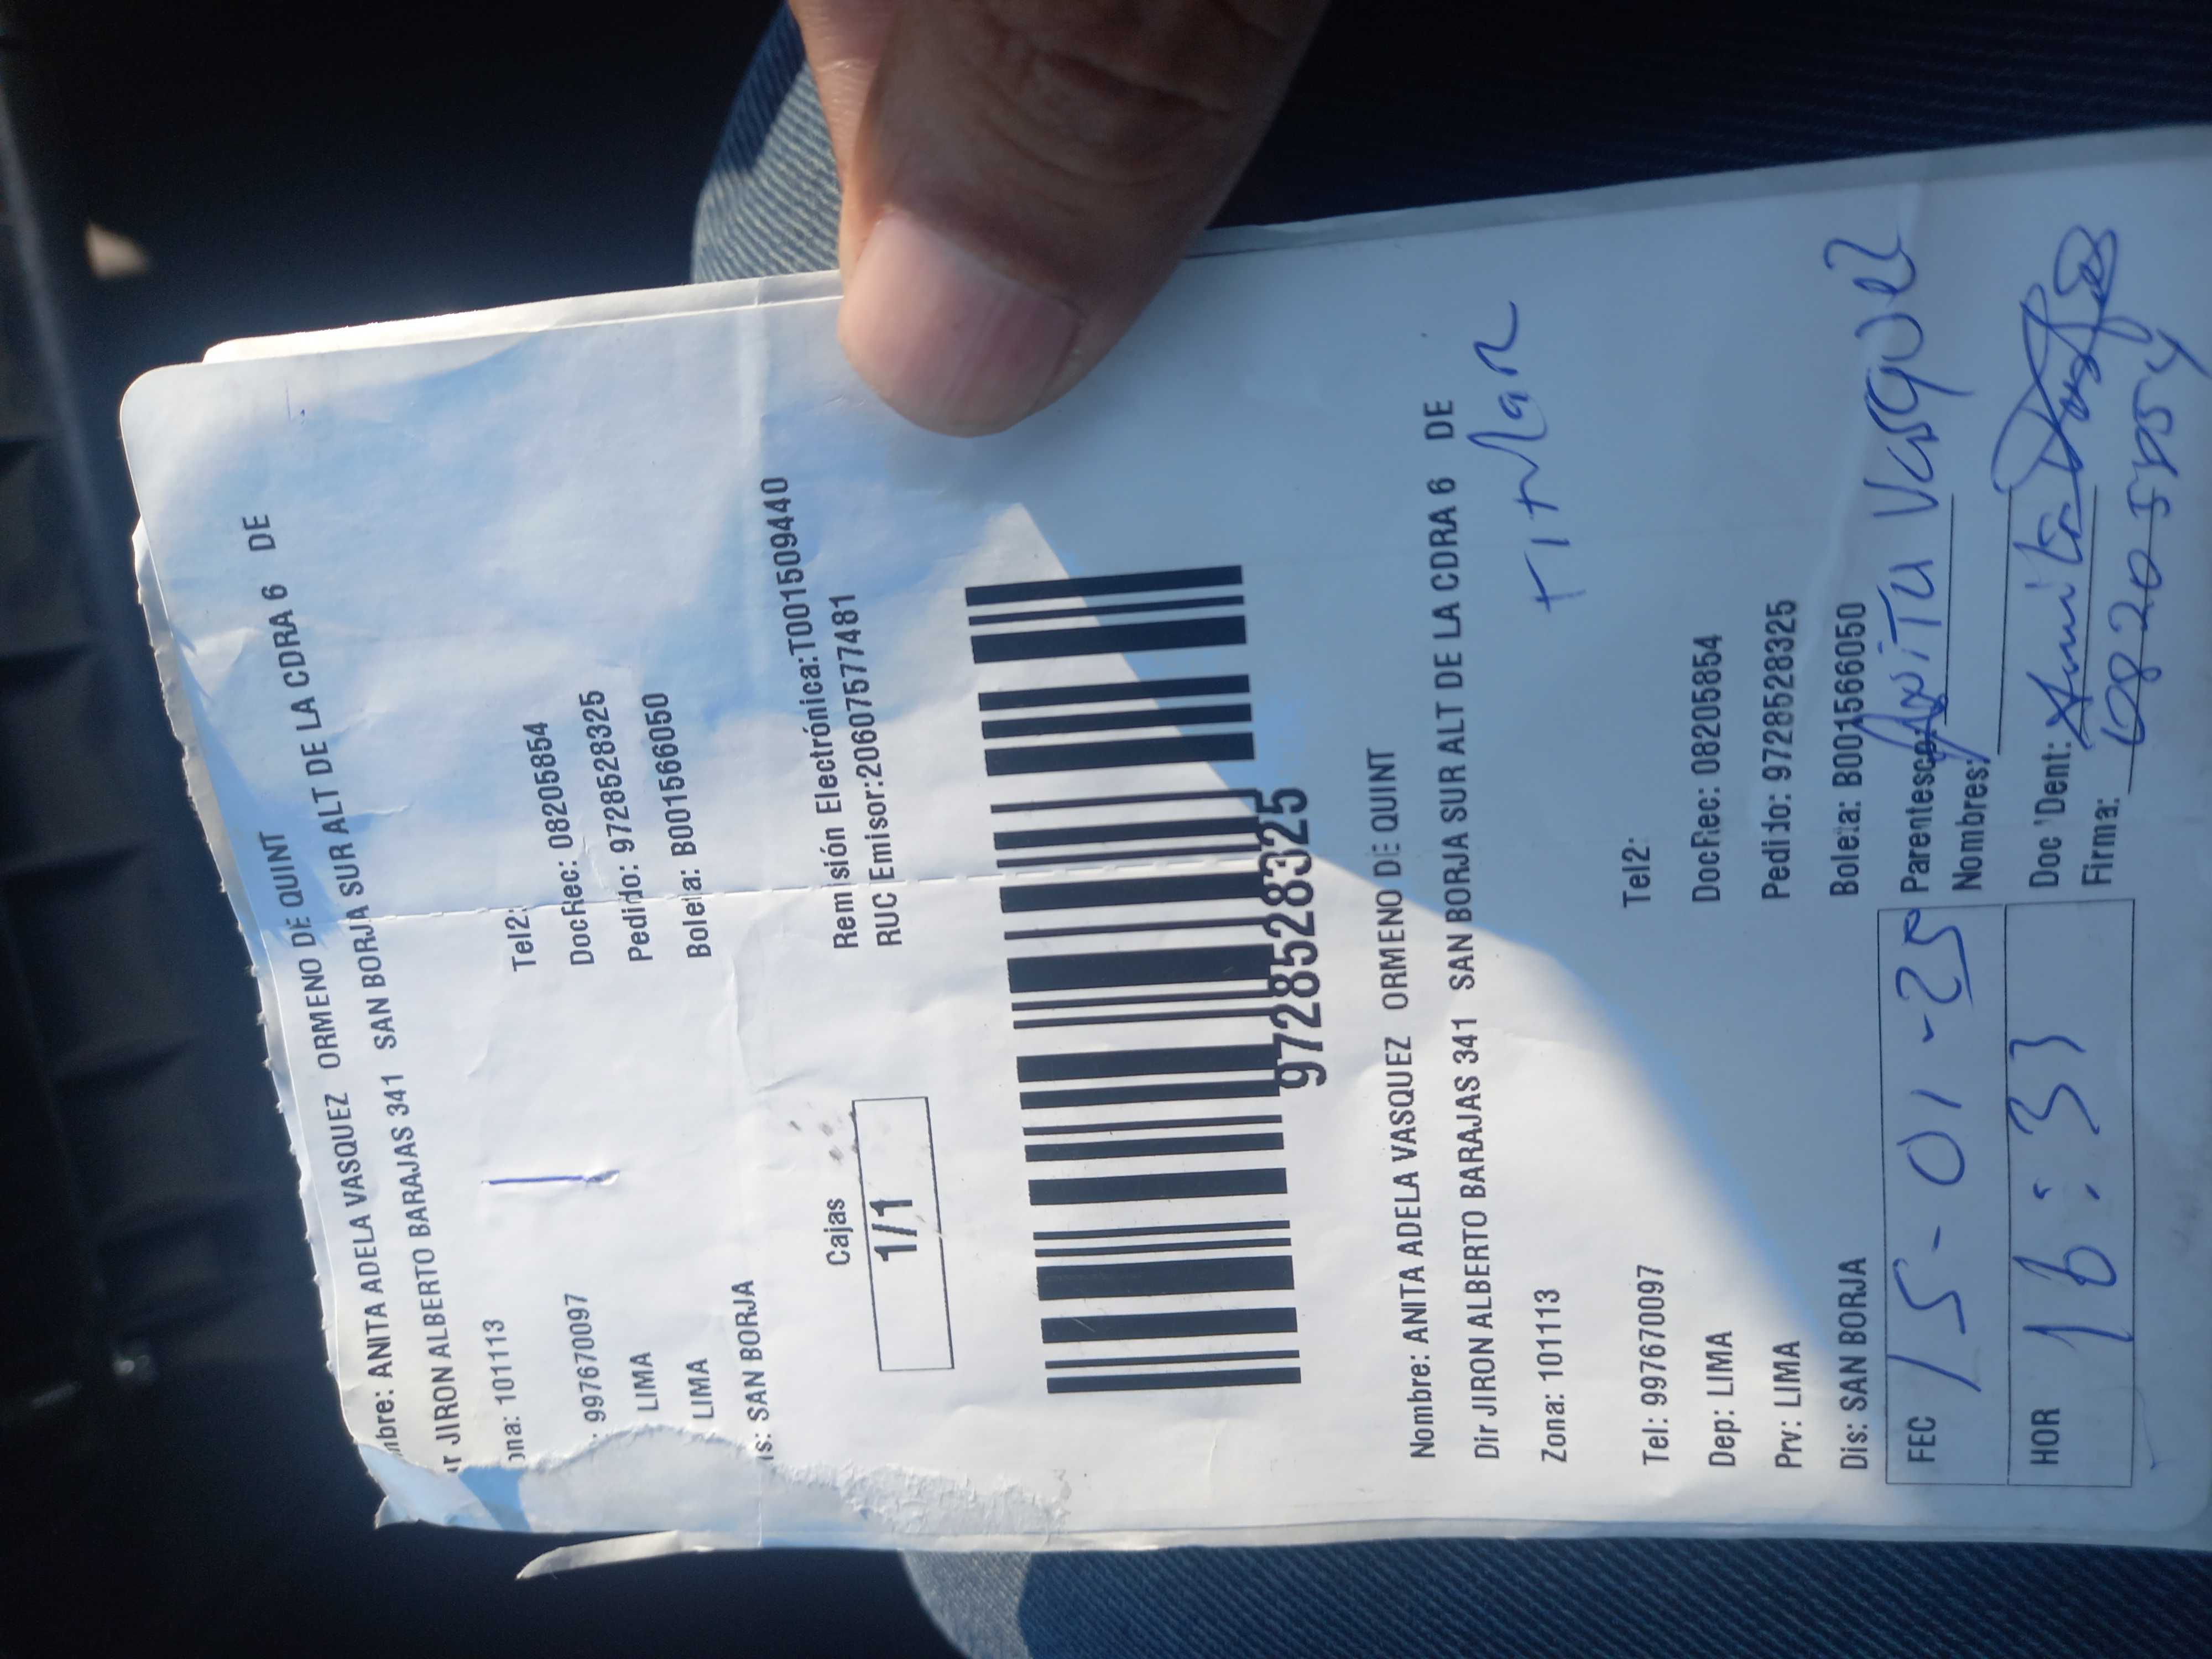 mbre: ANITA ADELA VASQUEZ ORMENO DE QUINT
ir JIRON ALBERTO BARAJAS 341 SAN BORJA SUR ALT DE LA CDRA 6 DE
ona: 101113
Tel2:
. 997670097
DocRec: 08205854
LIMA
Pedido: 97285528325
LIMA
Boleta: B001566050
is: SAN BORJA
Cajas
1/1
Remisión Electrónica:T001509440
RUC Emisor:20607577481
97285528325
Nombre: ANITA ADELA VASQUEZ ORMENO DE QUINT
Dir JIRON ALBERTO BARAJAS 341 SAN BORJA SUR ALT DE LA CDRA 6 DE
Zona: 101113
Tel: 997670097
Tel2:
Dep: LIMA
DocRec: 08205854
Prv: LIMA
Pedido: 97285528325
Dis: SAN BORJA
Boleta: B001566050
FEC 15-01-25
Parentesco:
Nombres: Anita Vasquez
HOR 16:33
Doc 'Dent:
Firma: